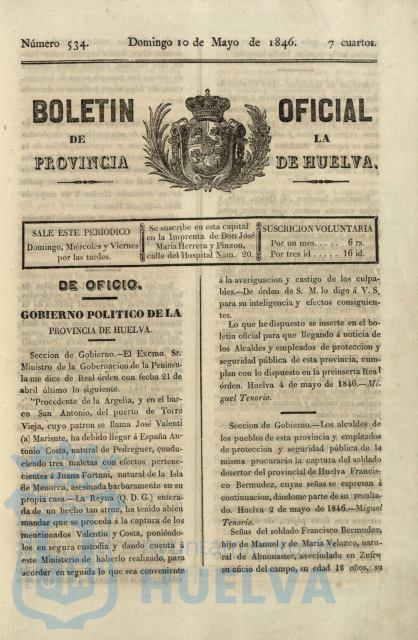 Número 534. Domingo 10 de Mayo de 1846. 7 cuartos.
BOLETIN OFICIAL
DE LA
PROVINCIA DE HUELVA.
SALE ESTE PERIODICO
Domingo, Miércoles y Viernes
por las tardes.
Se suscribe en esta capital
en la Imprenta de Don José
María Herrera y Pinzon,
calle del Hospital Núm. 20.
SUSCRICION VOLUNTARIA
Por un mes..... 6 rs.
Por tres id..... 16 id.
DE OFICIO.
GOBIERNO POLITICO DE LA
PROVINCIA DE HUELVA.
Seccion de Gobierno.—El Excmo. Sr.
Ministro de la Gobernacion de la Penínsu-
la me dice de Real órden con fecha 21 de
abril último lo siguiente.
"Procedente de la Argelia, y en el bar-
co San Antonio, del puerto de Torre
Vieja, cuyo patron se llama José Valenti
(a) Marisute, ha debido llegar á España An-
tonio Costa, natural de Pedreguer, condu-
ciendo tres maletas con efectos pertenen-
cientes á Juana Fortuni, natural de la Isla
de Menorca, asesinada barbaramente en su
propia casa.—La Reyna (Q. D. G.) entera-
da de un hecho tan atroz, ha tenido abien
mandar que se proceda á la captura de los
mencionados Valentin y Costa, poniéndo-
los en segura custodia y dando cuenta á
este Ministerio de haberlo realizado, para
acordar en seguida lo que sea conveniente
á la averiguacion y castigo de los culpa-
bles.—De órden de S. M. lo digo á V. S.
para su inteligencia y efectos consiguien-
tes.
Lo que he dispuesto se inserte en el bo-
letin oficial para que llegando á noticia de
los Alcaldes y empleados de proteccion y
seguridad pública de esta provincia, cum-
plan con lo dispuesto en la preinserta Real
órden. Huelva 4 de mayo de 1846.—Mi-
guel Tenorio.
Seccion de Gobierno.—Los alcaldes de
los pueblos de esta provincia y empleados
de proteccion y seguridad pública de la
misma procurarán la captura del soldado
desertor del provincial de Huelva Francis-
co Bermudez, cuyas señas se espresan á
continuacion, dándome parte de su resulta-
do. Huelva 2 de mayo de 1846.—Miguel
Tenorio.
Señas del soldado Francisco Bermudez,
hijo de Manuel y de María Velazco, natu-
ral de Almonaster, avecindado en Zufre
su oficio del campo, su edad 18 años, su
HUELVA